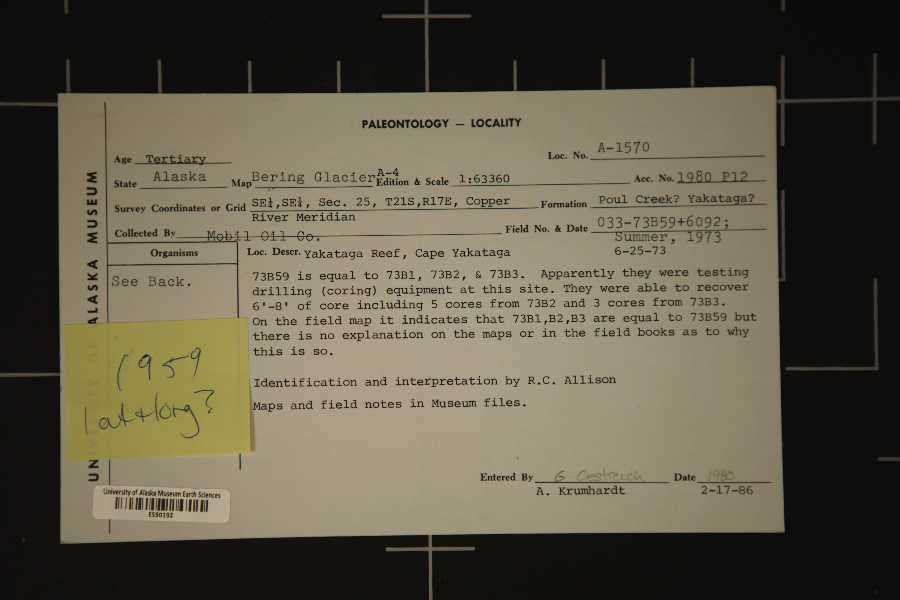 PALEONTOLOGY — LOCALITY
Age Tertiary
Loc. No. A-1570
State Alaska Map Bering Glacier A-4 Edition & Scale 1:63360 Acc. No. 1980 P12
Survey Coordinates or Grid SE¼,SE¼, Sec. 25, T21S,R17E, Copper River Meridian
Formation Poul Creek? Yakataga?
Collected By Mobil Oil Co.
Field No. & Date 033-73B59+6092; Summer, 1973
6-25-73
Organisms
See Back.
Loc. Descr. Yakataga Reef, Cape Yakataga
73B59 is equal to 73B1, 73B2, & 73B3. Apparently they were testing
drilling (coring) equipment at this site. They were able to recover
6'-8' of core including 5 cores from 73B2 and 3 cores from 73B3.
On the field map it indicates that 73B1,B2,B3 are equal to 73B59 but
there is no explanation on the maps or in the field books as to why
this is so.
Identification and interpretation by R.C. Allison
Maps and field notes in Museum files.
Entered By G Date 1980
A. Krumhardt 2-17-86
UNIVERSITY OF ALASKA MUSEUM
1959
lat+long?
University of Alaska Museum Earth Sciences
ES30192